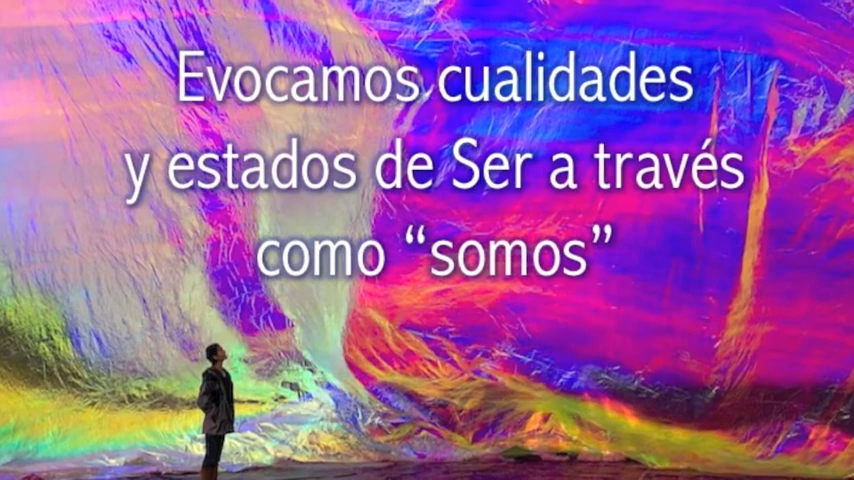 Evocamos cualidades
y estados de Ser a través
como “somos”